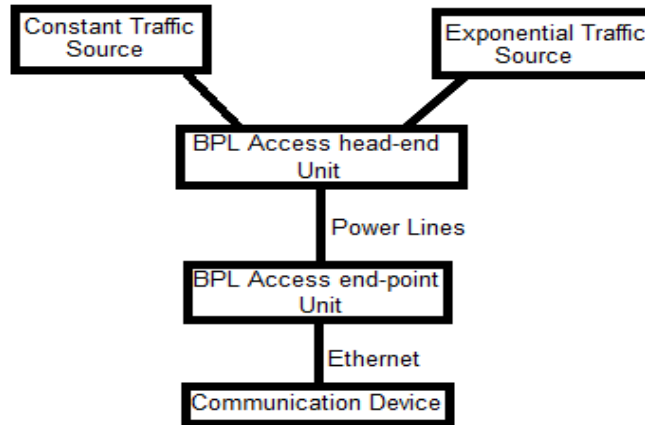 Constant Traffic
Source
Exponential Traffic
Source
BPL Access head-end
Unit
Power Lines
BPL Access end-point
Unit
Ethernet
Communication Device